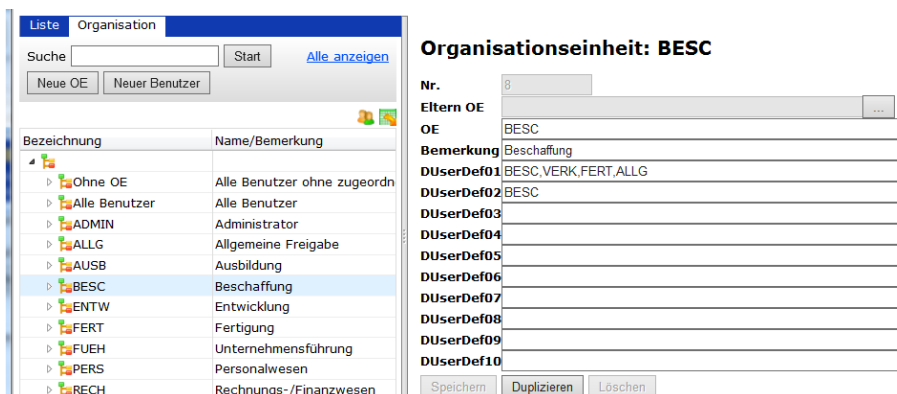 Liste Organisation
Suche Start Alle anzeigen
Neue OE Neuer Benutzer
Bezeichnung Name/Bemerkung
Ohne OE Alle Benutzer ohne zugeordn
Alle Benutzer Alle Benutzer
ADMIN Administrator
ALLG Allgemeine Freigabe
AUSB Ausbildung
BESC Beschaffung
ENTW Entwicklung
FERT Fertigung
FUEH Unternehmensführung
PERS Personalwesen
RECH Rechnungs-/Finanzwesen
Organisationseinheit: BESC
Nr. 8
Eltern OE ...
OE BESC
Bemerkung Beschaffung
DUserDef01 BESC,VERK,FERT,ALLG
DUserDef02 BESC
DUserDef03
DUserDef04
DUserDef05
DUserDef06
DUserDef07
DUserDef08
DUserDef09
DUserDef10
Speichern Duplizieren Löschen